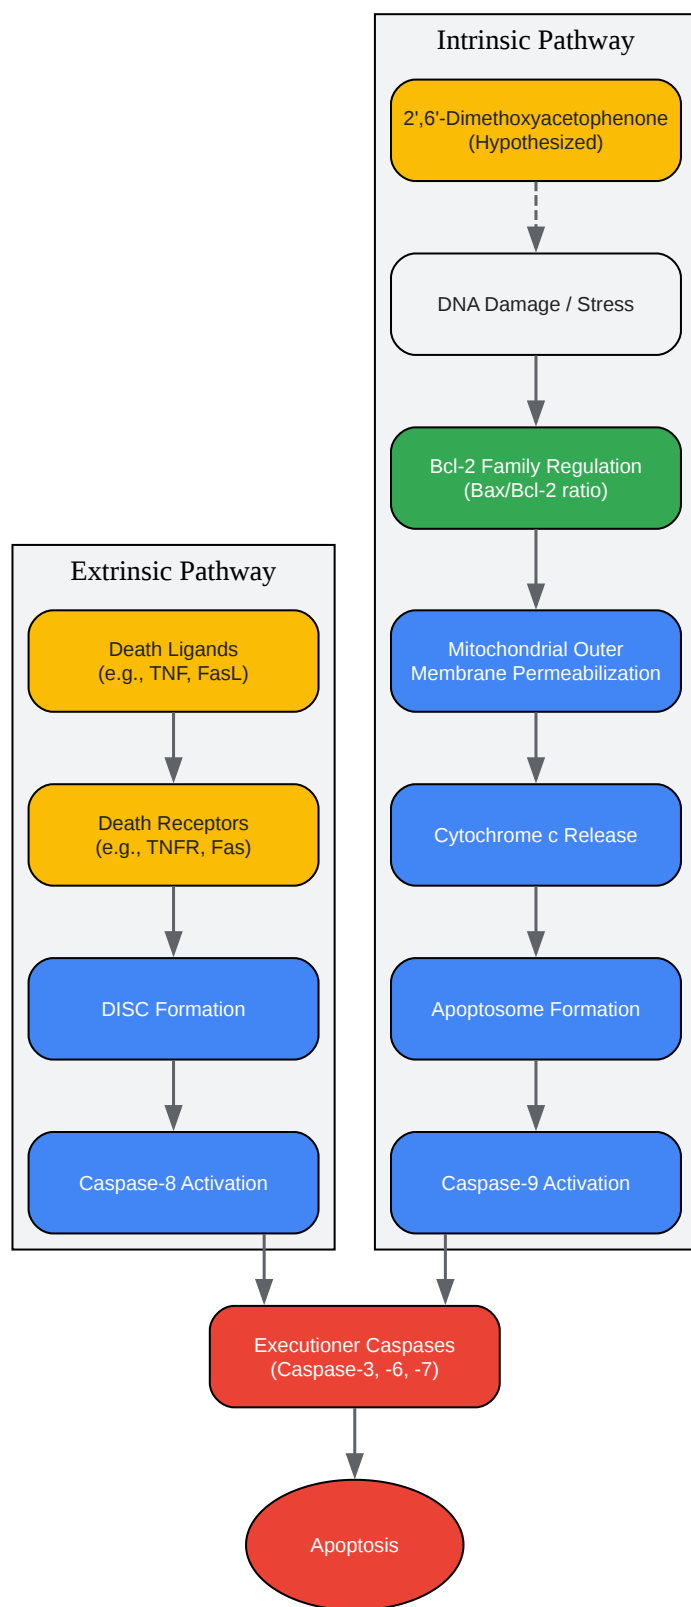 Intrinsic Pathway
2',6'-Dimethoxyacetophenone
(Hypothesized)
DNA Damage / Stress
Bcl-2 Family Regulation
(Bax/Bcl-2 ratio)
Mitochondrial Outer
Membrane Permeabilization
Cytochrome c Release
Apoptosome Formation
Caspase-9 Activation
Extrinsic Pathway
Death Ligands
(e.g., TNF, FasL)
Death Receptors
(e.g., TNFR, Fas)
DISC Formation
Caspase-8 Activation
Executioner Caspases
(Caspase-3, -6, -7)
Apoptosis